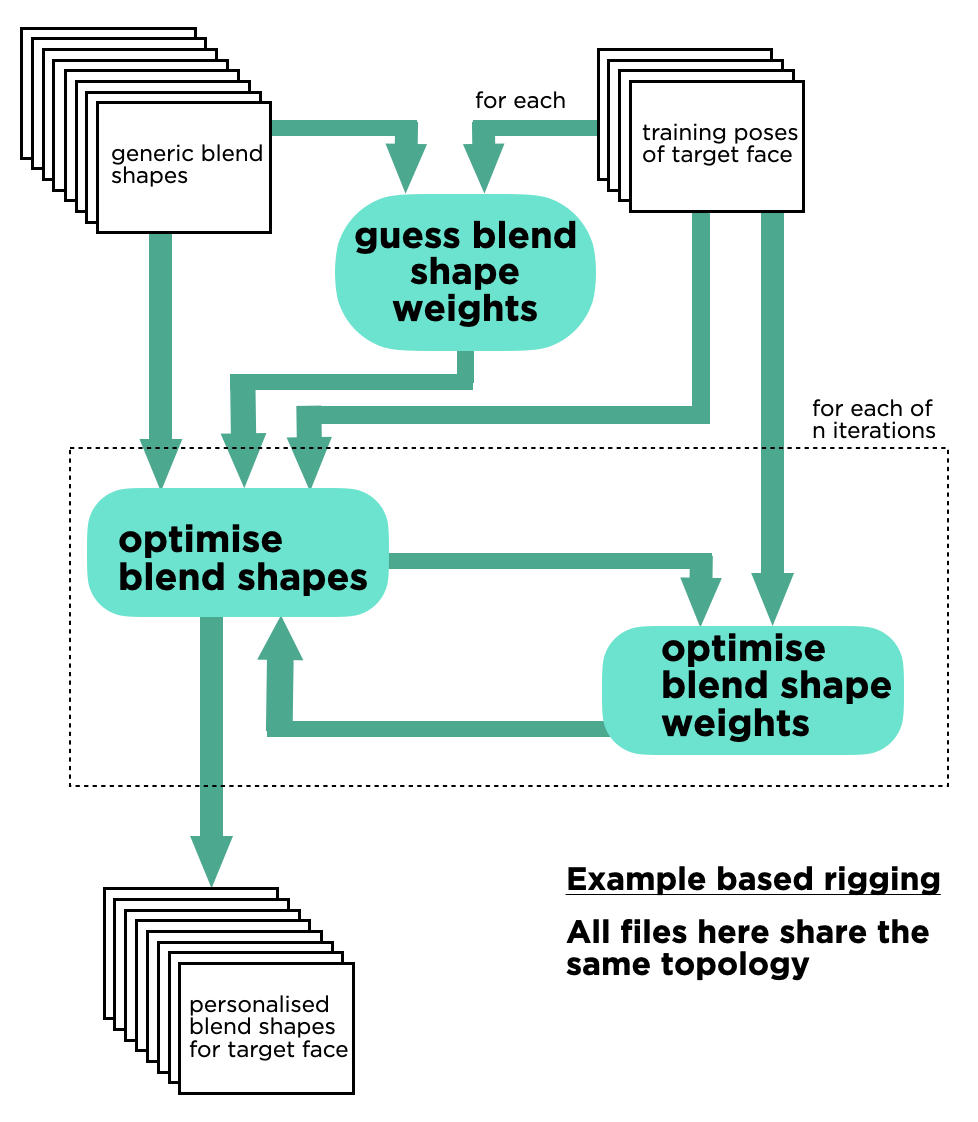 for each
generic blend
shapes
training poses
of target face
guess blend
shape
weights
for each of
n iterations
optimise
blend shapes
optimise
blend shape
weights
Example based rigging
All files here share the
same topology
personalised
blend shapes
for target face